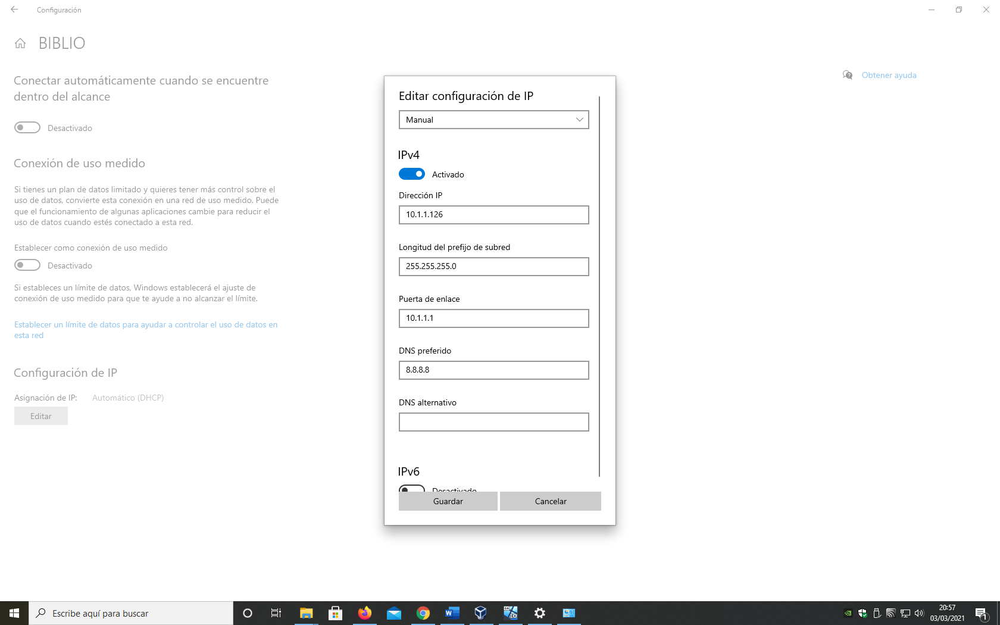 Configuración
BIBLIO
Conectar automáticamente cuando se encuentre
dentro del alcance
Desactivado
Conexión de uso medido
Si tienes un plan de datos limitado y quieres tener más control sobre el
uso de datos, convierte esta conexión en una red de uso medido. Puede
que el funcionamiento de algunas aplicaciones cambie para reducir el
uso de datos cuando estés conectado a esta red.
Establecer como conexión de uso medido
Desactivado
Si estableces un límite de datos, Windows establecerá el ajuste de
conexión de uso medido para que te ayude a no alcanzar el límite.
Establecer un límite de datos para ayudar a controlar el uso de datos en
esta red
Configuración de IP
Asignación de IP: Automático (DHCP)
Editar
Editar configuración de IP
Manual
IPv4
Activado
Dirección IP
10.1.1.126
Longitud del prefijo de subred
255.255.255.0
Puerta de enlace
10.1.1.1
DNS preferido
8.8.8.8
DNS alternativo
IPv6
Desactivado
Guardar Cancelar
Obtener ayuda
Escribe aquí para buscar
20:57
03/03/2021
1